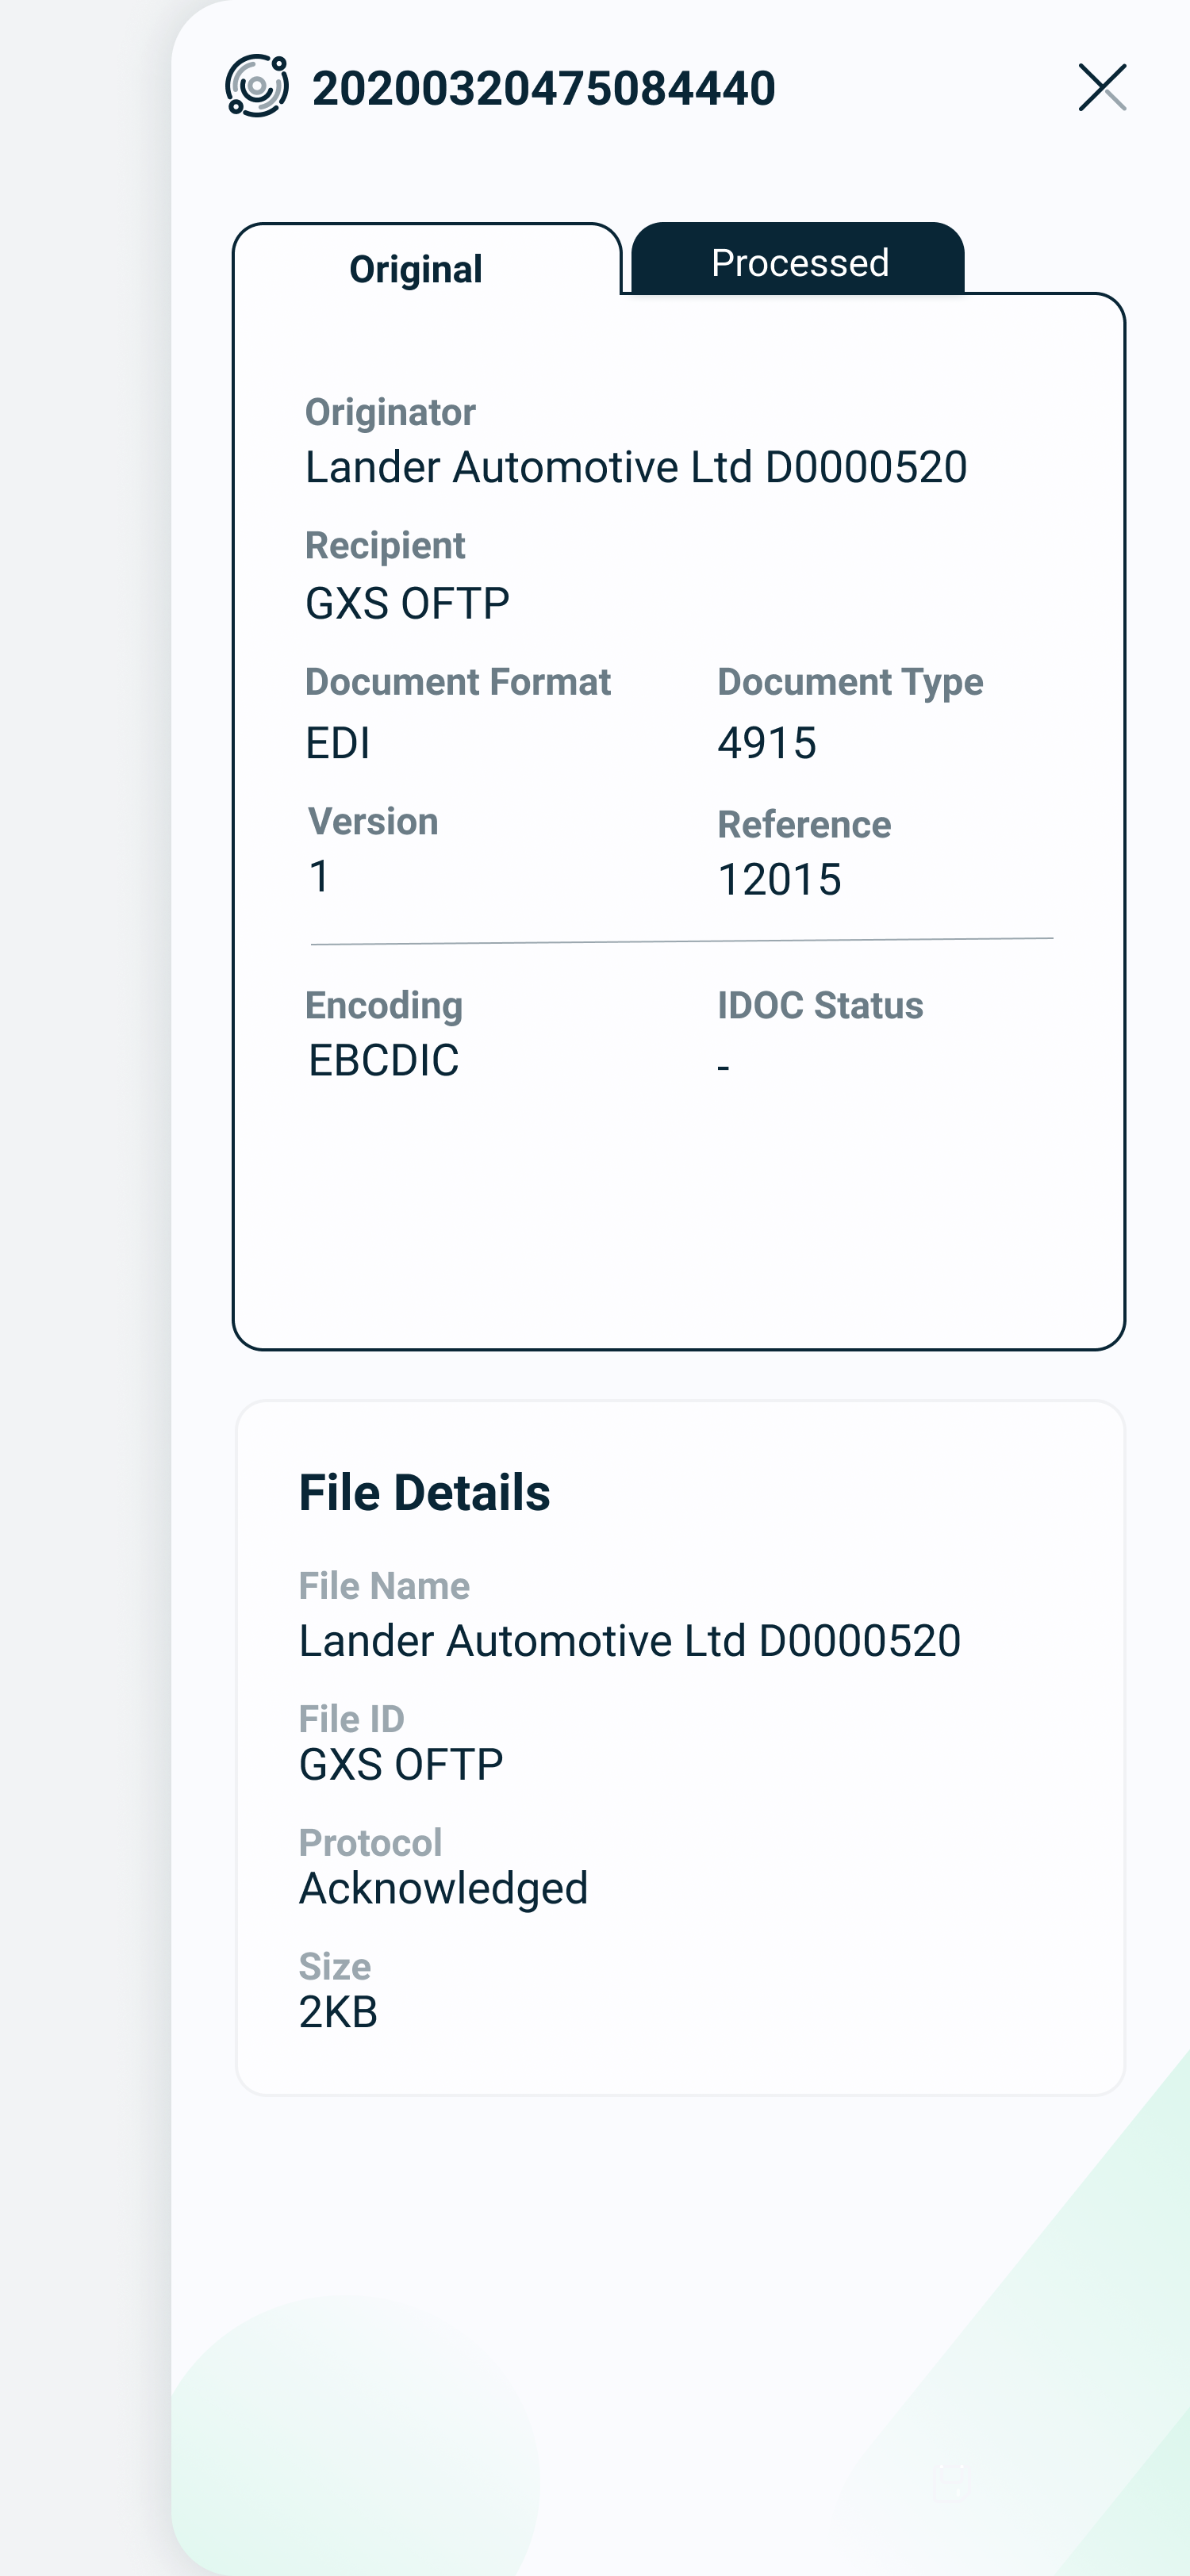 20200320475084440
Original
Processed
Originator
Lander Automotive Ltd D0000520
Recipient
GXS OFTP
Document Format
Document Type
EDI
4915
Version
Reference
1
12015
Encoding
IDOC Status
EBCDIC
-
File Details
File Name
Lander Automotive Ltd D0000520
File ID
GXS OFTP
Protocol
Acknowledged
Size
2KB